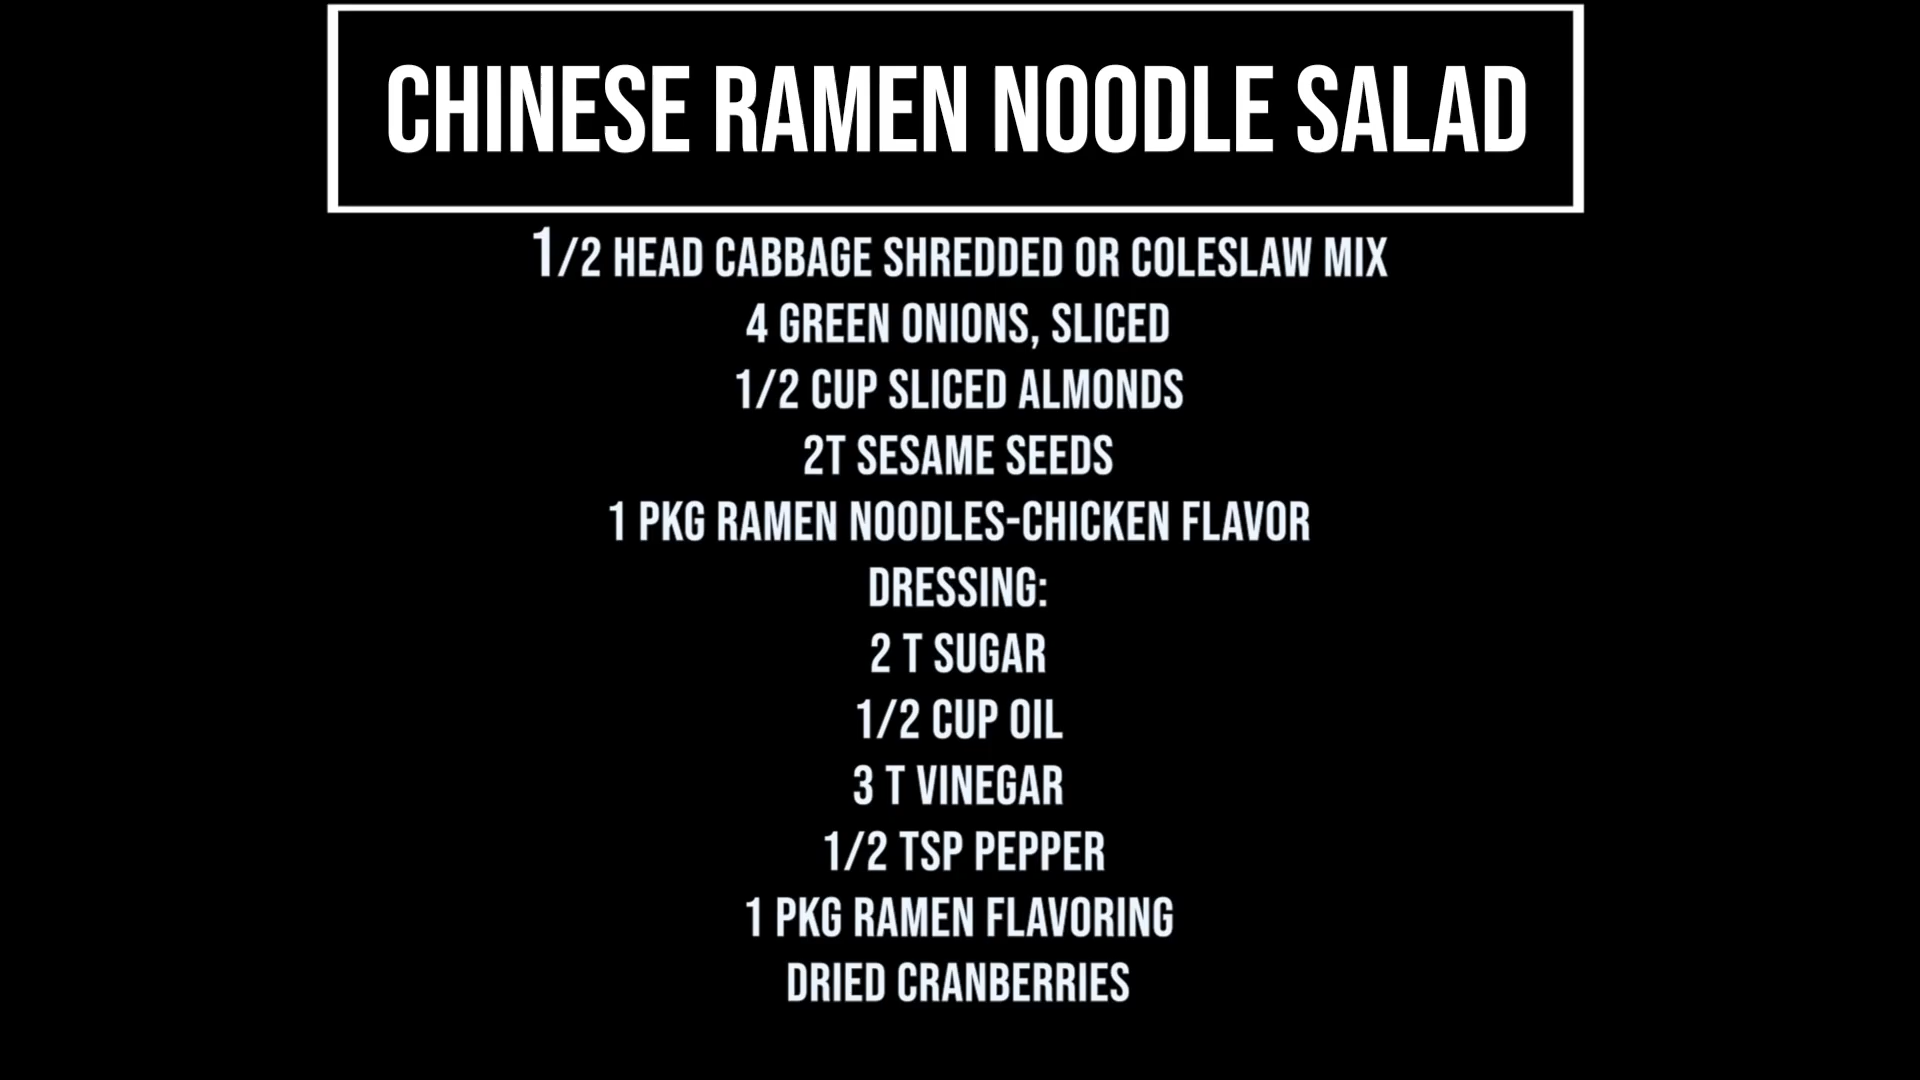 CHINESE RAMEN NOODLE SALAD
1/2 HEAD CABBAGE SHREDDED OR COLESLAW MIX
4 GREEN ONIONS, SLICED
1/2 CUP SLICED ALMONDS
2T SESAME SEEDS
1 PKG RAMEN NOODLES-CHICKEN FLAVOR
DRESSING:
2 T SUGAR
1/2 CUP OIL
3 T VINEGAR
1/2 TSP PEPPER
1 PKG RAMEN FLAVORING
DRIED CRANBERRIES